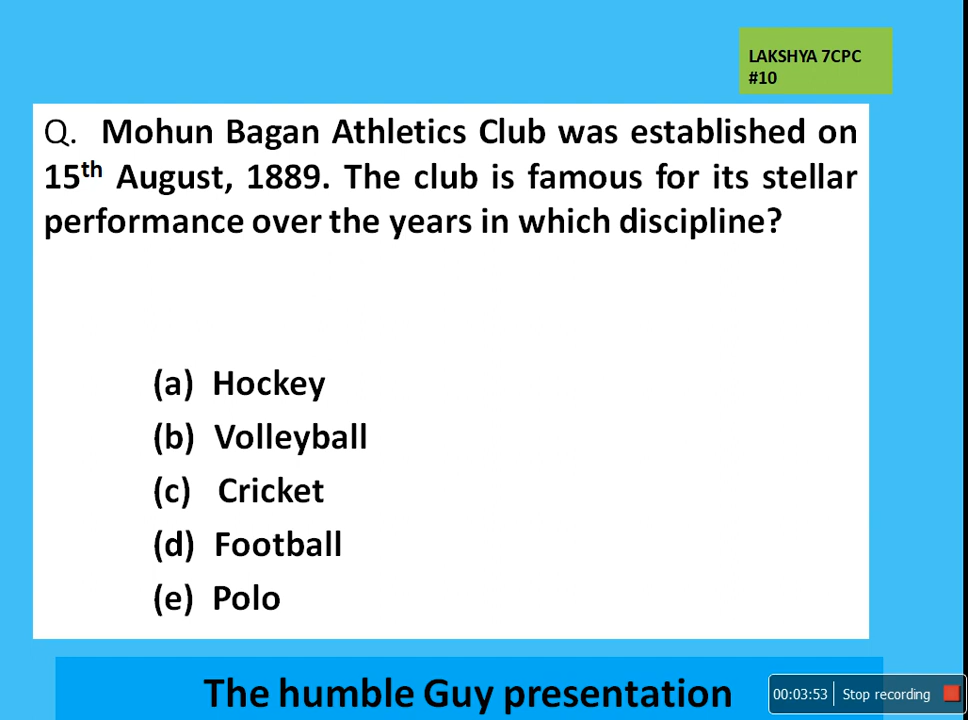 LAKSHYA 7CPC
#10
Q. Mohun Bagan Athletics Club was established on
15th August, 1889. The club is famous for its stellar
performance over the years in which discipline?
(a) Hockey
(b) Volleyball
(c) Cricket
(d) Football
(e) Polo
The humble Guy presentation
00:03:53 Stop recording